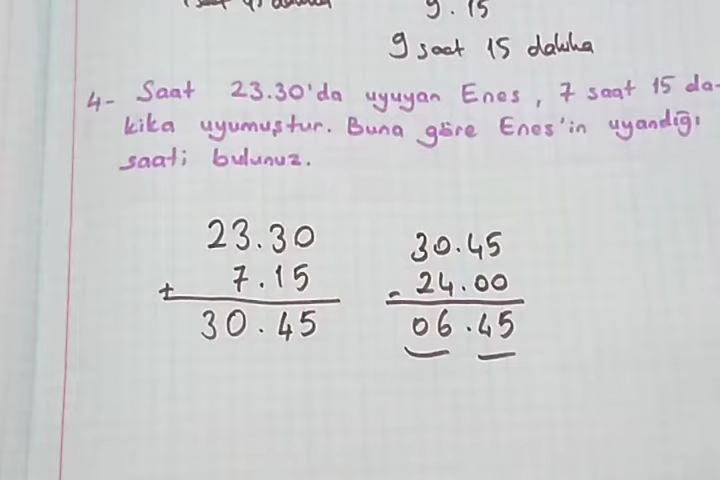 9.15
9 saat 15 dakika
4- Saat 23.30'da uyuyan Enes, 7 saat 15 da-
kika uyumuştur. Buna göre Enes'in uyandığı
saati bulunuz.
23.30
+ 7.15
30.45
30.45
- 24.00
06.45